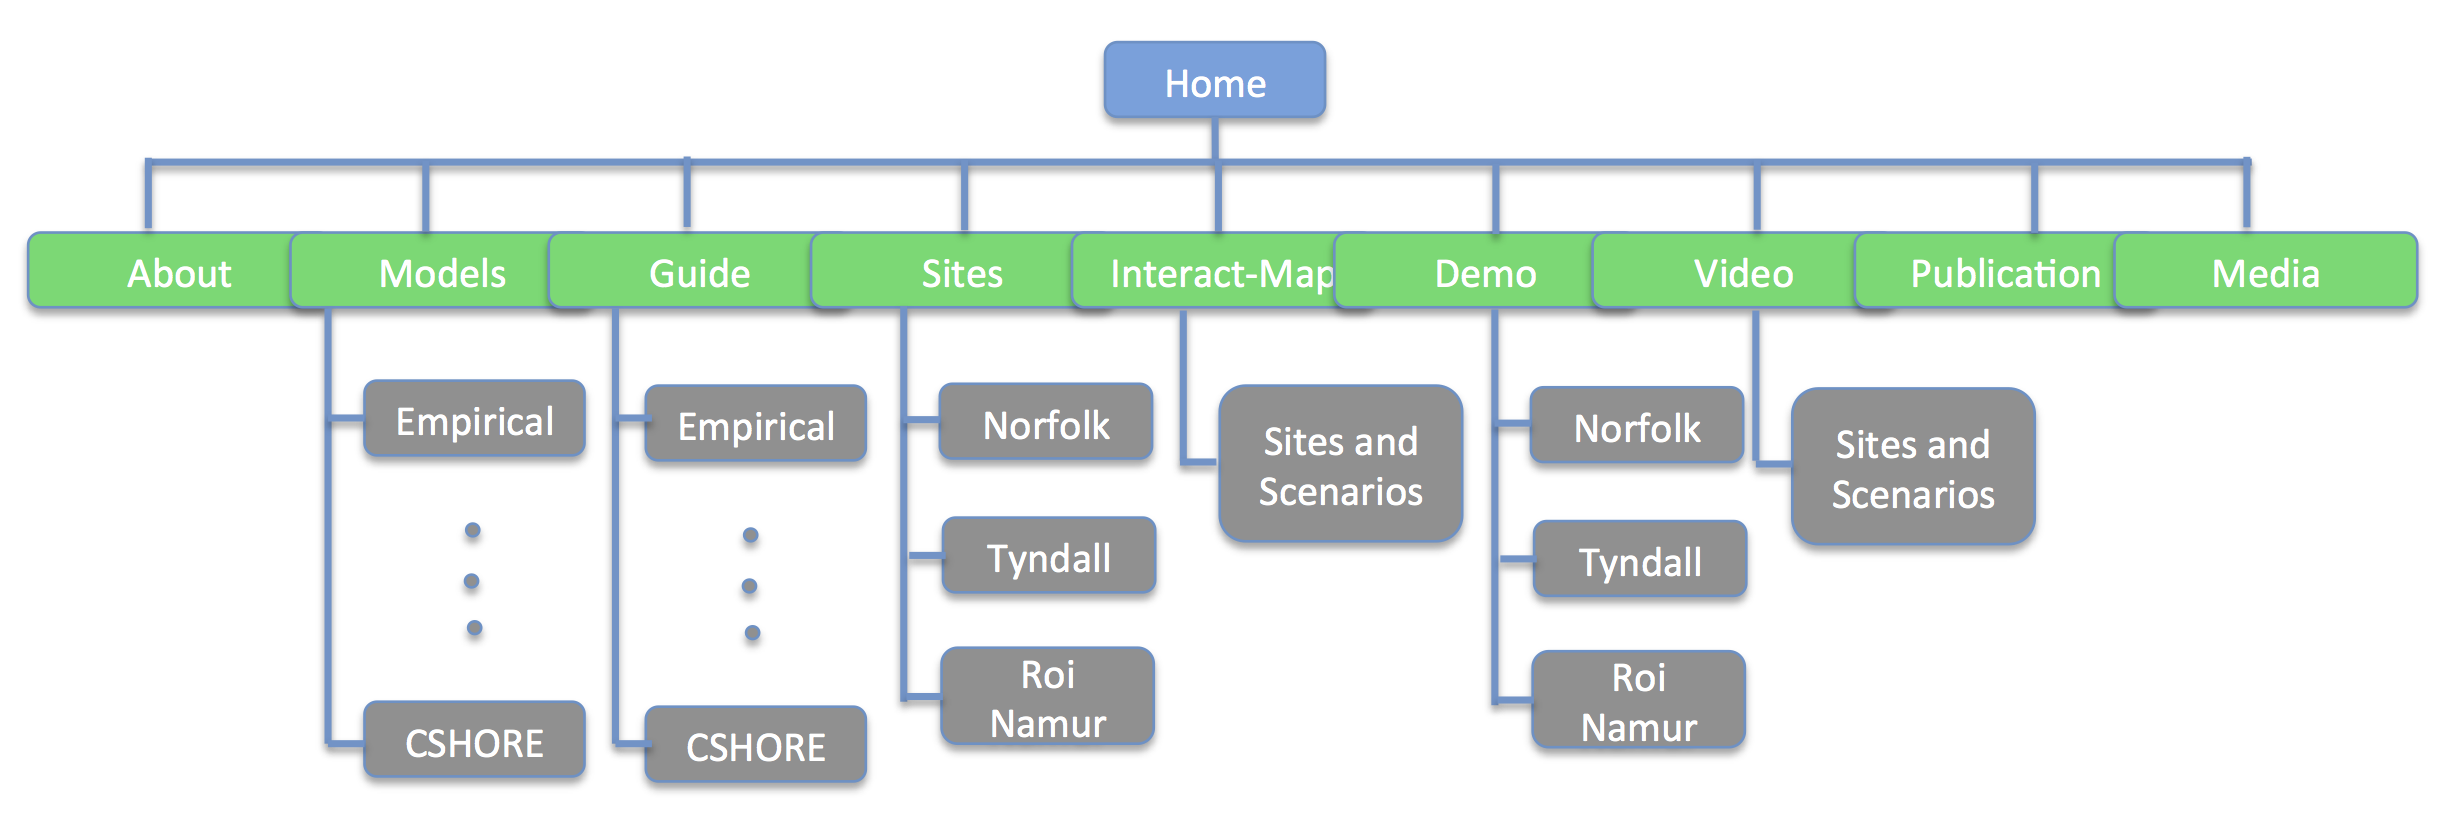 Home
About
Models
Guide
Sites
Interact-Map
Demo
Video
Publication
Media
Empirical
CSHORE
Empirical
CSHORE
Norfolk
Tyndall
Roi
Namur
Sites and
Scenarios
Norfolk
Tyndall
Roi
Namur
Sites and
Scenarios